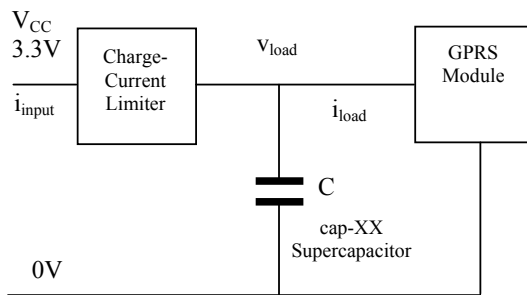 V_CC
3.3V
i_input
Charge-
Current
Limiter
v_load
i_load
GPRS
Module
C
cap-XX
Supercapacitor
0V